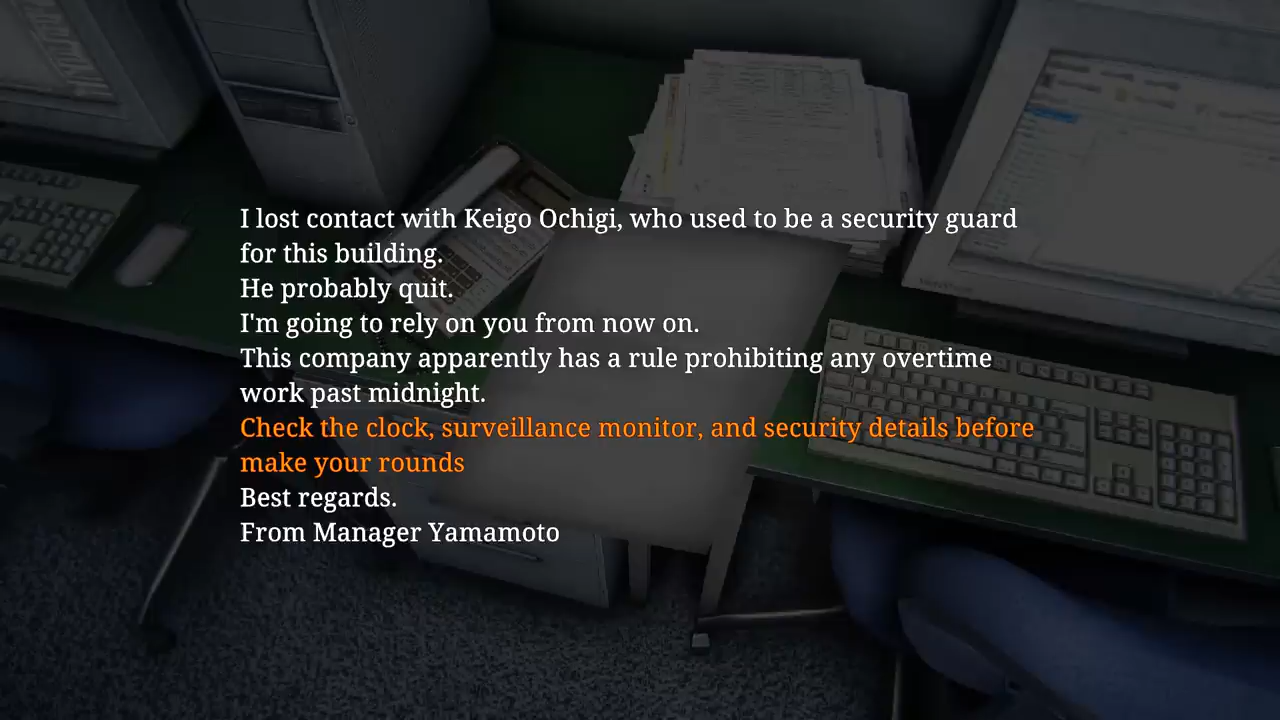 I lost contact with Keigo Ochigi, who used to be a security guard
for this building.
He probably quit.
I'm going to rely on you from now on.
This company apparently has a rule prohibiting any overtime
work past midnight.
Check the clock, surveillance monitor, and security details before
make your rounds
Best regards.
From Manager Yamamoto